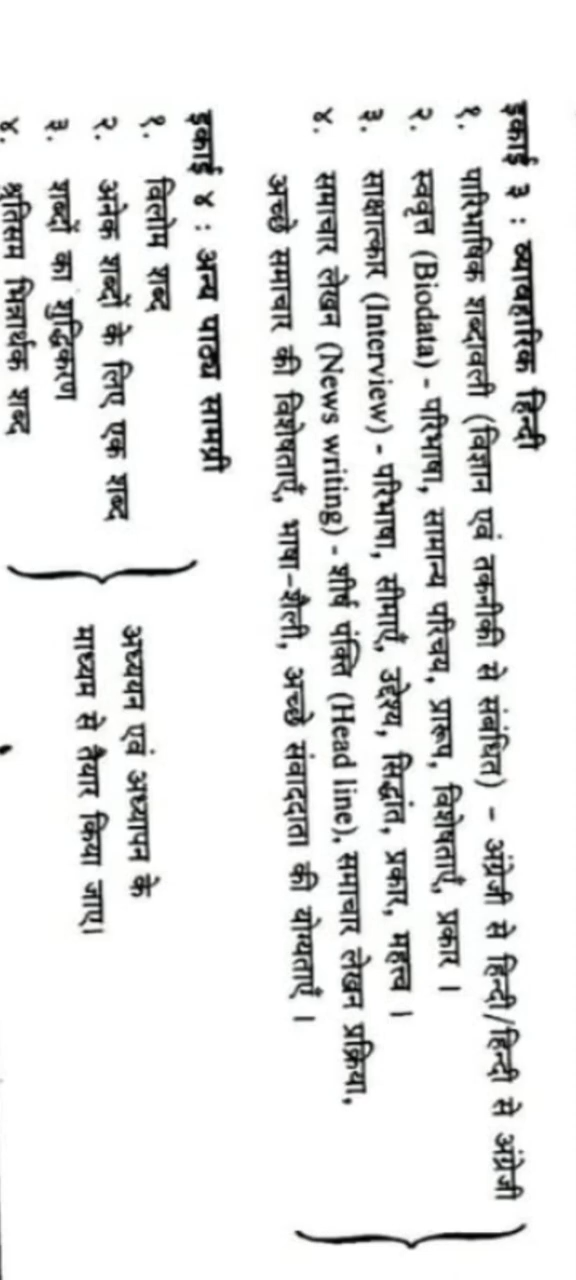 इकाई ३ : व्यावहारिक हिन्दी
१. पारिभाषिक शब्दावली (विज्ञान एवं तकनीकी से संबंधित) - अंग्रेजी से हिन्दी/हिन्दी से अंग्रेजी
२. स्ववृत्त (Biodata) - परिभाषा, सामान्य परिचय, प्रारूप, विशेषताएँ, प्रकार ।
३. साक्षात्कार (Interview) - परिभाषा, सीमाएँ, उद्देश्य, सिद्धांत, प्रकार, महत्त्व ।
४. समाचार लेखन (News writing) - शीर्ष पंक्ति (Head line), समाचार लेखन प्रक्रिया,
अच्छे समाचार की विशेषताएँ, भाषा-शैली, अच्छे संवाददाता की योग्यताएँ ।
इकाई ४ : अन्य पाठ्य सामग्री
१. विलोम शब्द
२. अनेक शब्दों के लिए एक शब्द
३. शब्दों का शुद्धिकरण
४. श्रुतिसम भिन्नार्थक शब्द
अध्ययन एवं अध्यापन के
माध्यम से तैयार किया जाए।